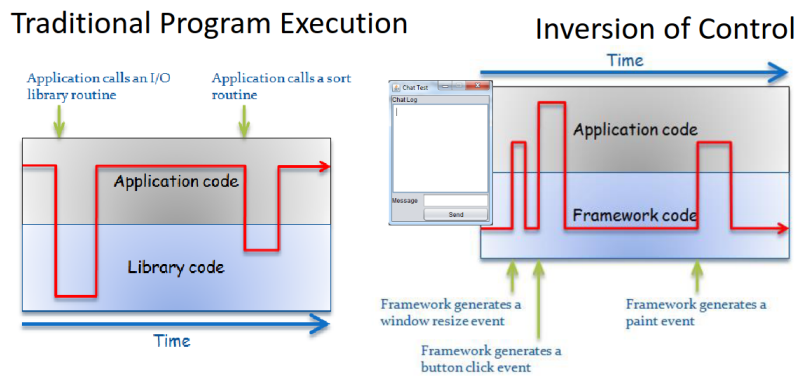 Traditional Program Execution
Inversion of Control
Time
Application calls an I/O
library routine
Application calls a sort
routine
Application code
Library code
Time
Chat Test
Chat Log
Message
Send
Application code
Framework code
Framework generates a
window resize event
Framework generates a
button click event
Framework generates a
paint event